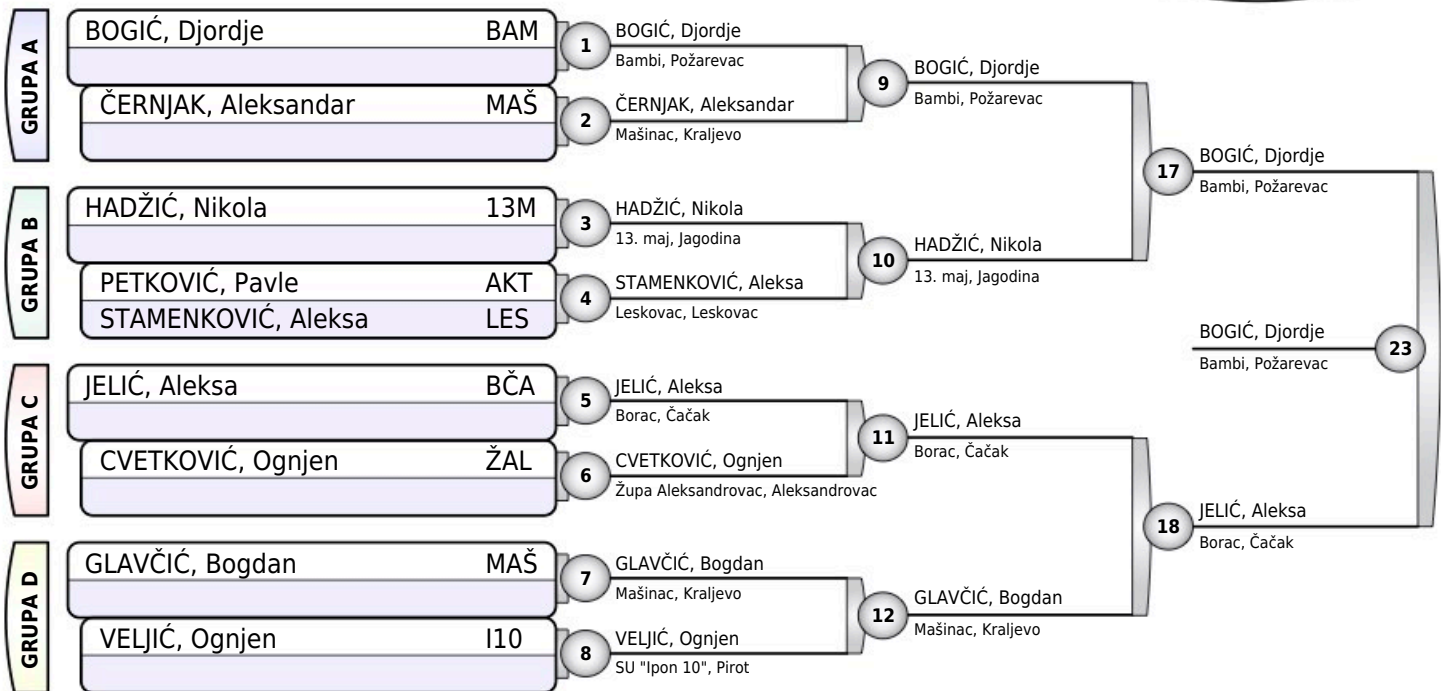 GRUPA A
BOGIĆ, Djordje BAM
ČERNJAK, Aleksandar MAŠ
1
BOGIĆ, Djordje
Bambi, Požarevac
2
ČERNJAK, Aleksandar
Mašinac, Kraljevo
9
BOGIĆ, Djordje
Bambi, Požarevac
GRUPA B
HADŽIĆ, Nikola 13M
PETKOVIĆ, Pavle AKT
STAMENKOVIĆ, Aleksa LES
3
HADŽIĆ, Nikola
13. maj, Jagodina
4
STAMENKOVIĆ, Aleksa
Leskovac, Leskovac
10
HADŽIĆ, Nikola
13. maj, Jagodina
17
BOGIĆ, Djordje
Bambi, Požarevac
GRUPA C
JELIĆ, Aleksa BČA
CVETKOVIĆ, Ognjen ŽAL
5
JELIĆ, Aleksa
Borac, Čačak
6
CVETKOVIĆ, Ognjen
Župa Aleksandrovac, Aleksandrovac
11
JELIĆ, Aleksa
Borac, Čačak
GRUPA D
GLAVČIĆ, Bogdan MAŠ
VELJIĆ, Ognjen I10
7
GLAVČIĆ, Bogdan
Mašinac, Kraljevo
8
VELJIĆ, Ognjen
SU "Ipon 10", Pirot
12
GLAVČIĆ, Bogdan
Mašinac, Kraljevo
18
JELIĆ, Aleksa
Borac, Čačak
BOGIĆ, Djordje
Bambi, Požarevac
23